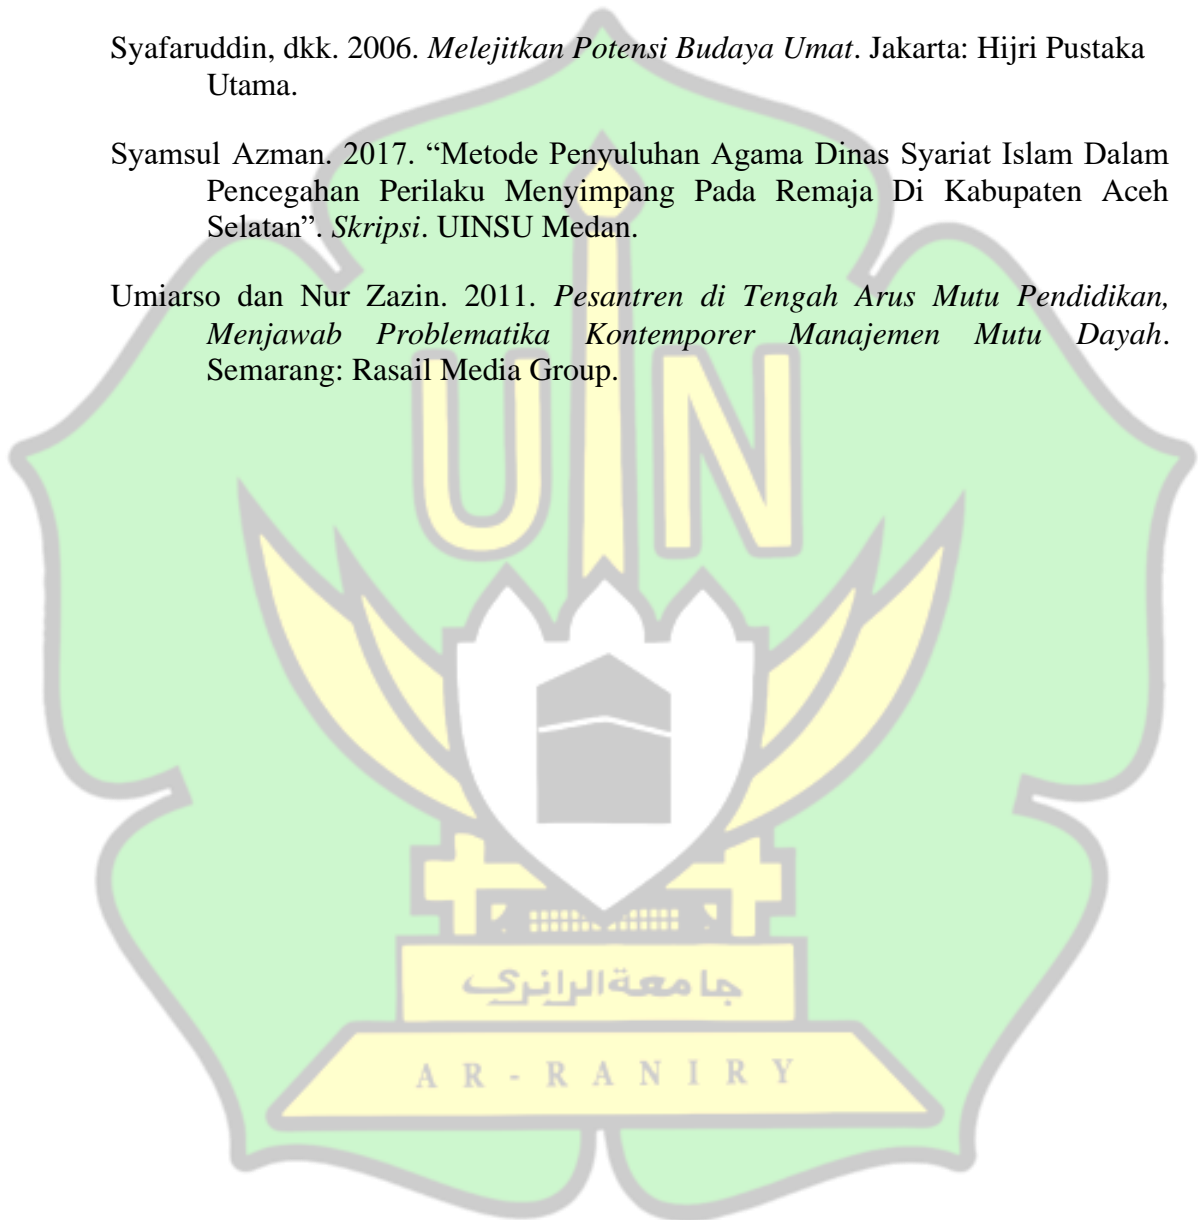 Syafaruddin, dkk. 2006. Melejitkan Potensi Budaya Umat. Jakarta: Hijri Pustaka
Utama.
Syamsul Azman. 2017. “Metode Penyuluhan Agama Dinas Syariat Islam Dalam
Pencegahan Perilaku Menyimpang Pada Remaja Di Kabupaten Aceh
Selatan”. Skripsi. UINSU Medan.
Umiarso dan Nur Zazin. 2011. Pesantren di Tengah Arus Mutu Pendidikan,
Menjawab Problematika Kontemporer Manajemen Mutu Dayah.
Semarang: Rasail Media Group.
UIN
جامعة الرانري
AR-RANIRY